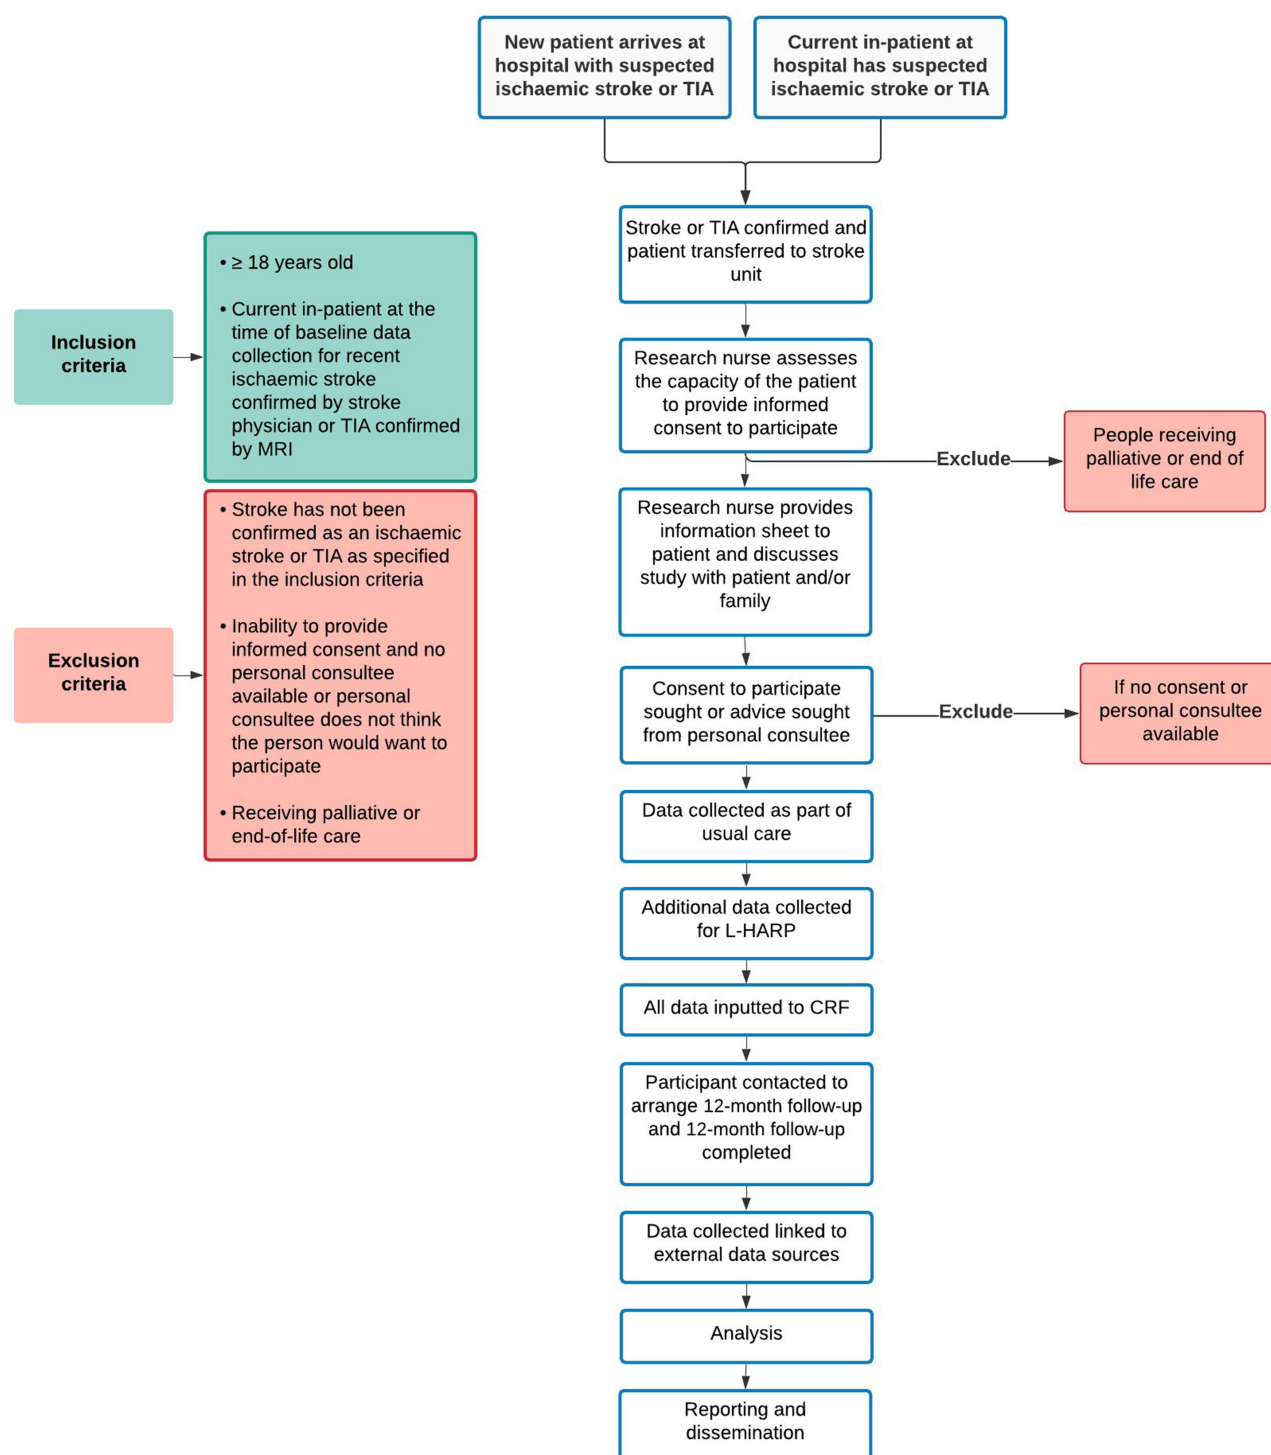 New patient arrives at
hospital with suspected
ischaemic stroke or TIA
Current in-patient at
hospital has suspected
ischaemic stroke or TIA
Stroke or TIA confirmed and
patient transferred to stroke
unit
Inclusion
criteria
• ≥ 18 years old
• Current in-patient at the
time of baseline data
collection for recent
ischaemic stroke
confirmed by stroke
physician or TIA confirmed
by MRI
Research nurse assesses
the capacity of the patient
to provide informed
consent to participate
Exclude
People receiving
palliative or end of
life care
Exclusion
criteria
• Stroke has not been
confirmed as an ischaemic
stroke or TIA as specified
in the inclusion criteria
• Inability to provide
informed consent and no
personal consultee
available or personal
consultee does not think
the person would want to
participate
• Receiving palliative or
end-of-life care
Research nurse provides
information sheet to
patient and discusses
study with patient and/or
family
Consent to participate
sought or advice sought
from personal consultee
Exclude
If no consent or
personal consultee
available
Data collected as part of
usual care
Additional data collected
for L-HARP
All data inputted to CRF
Participant contacted to
arrange 12-month follow-up
and 12-month follow-up
completed
Data collected linked to
external data sources
Analysis
Reporting and
dissemination